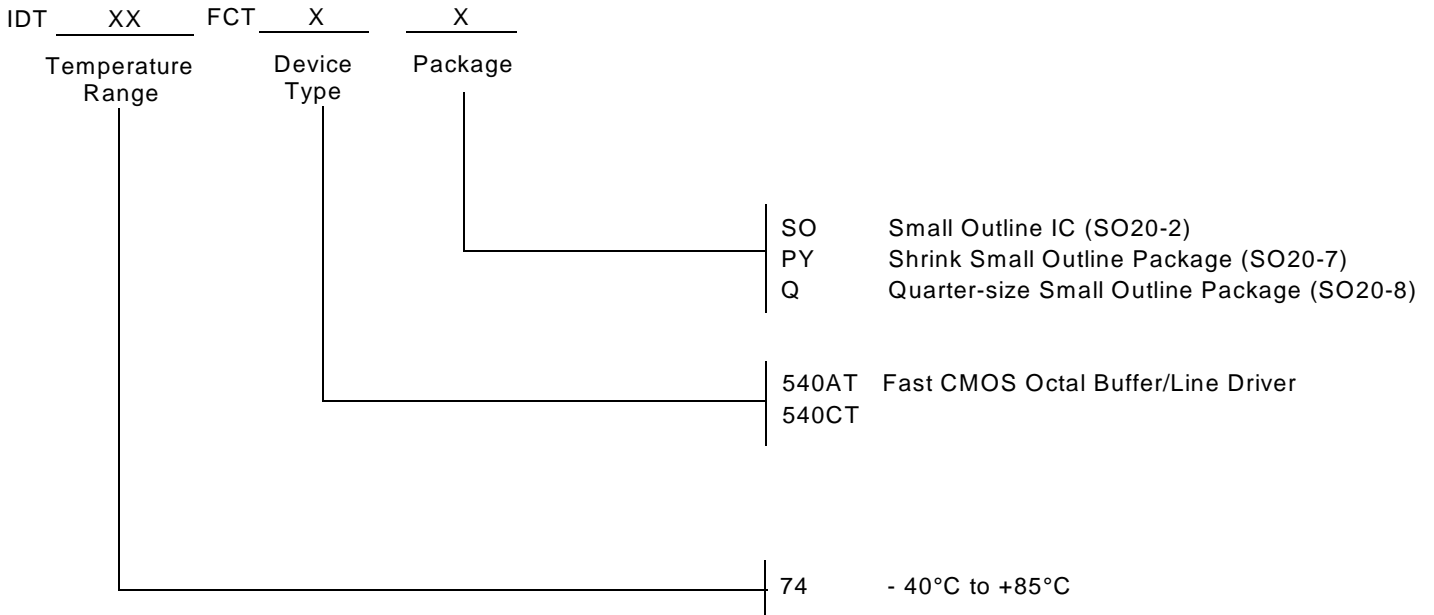 IDT XX FCT X X
Temperature Range
Device Type
Package
SO Small Outline IC (SO20-2)
PY Shrink Small Outline Package (SO20-7)
Q Quarter-size Small Outline Package (SO20-8)
540AT Fast CMOS Octal Buffer/Line Driver
540CT
74 - 40°C to +85°C